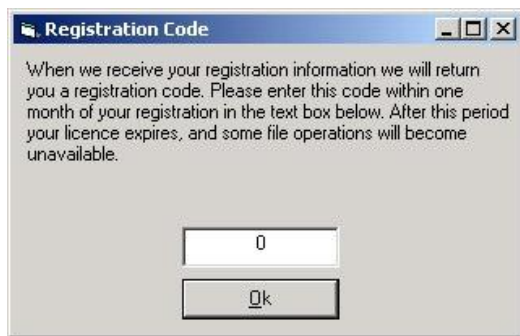 Registration Code
When we receive your registration information we will return
you a registration code. Please enter this code within one
month of your registration in the text box below. After this period
your licence expires, and some file operations will become
unavailable.
0
Ok